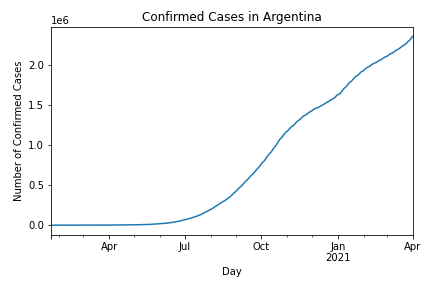 Confirmed Cases in Argentina
1e6
Number of Confirmed Cases
2.0
1.5
1.0
0.5
0.0
Apr Jul Oct Jan Apr
2021
Day